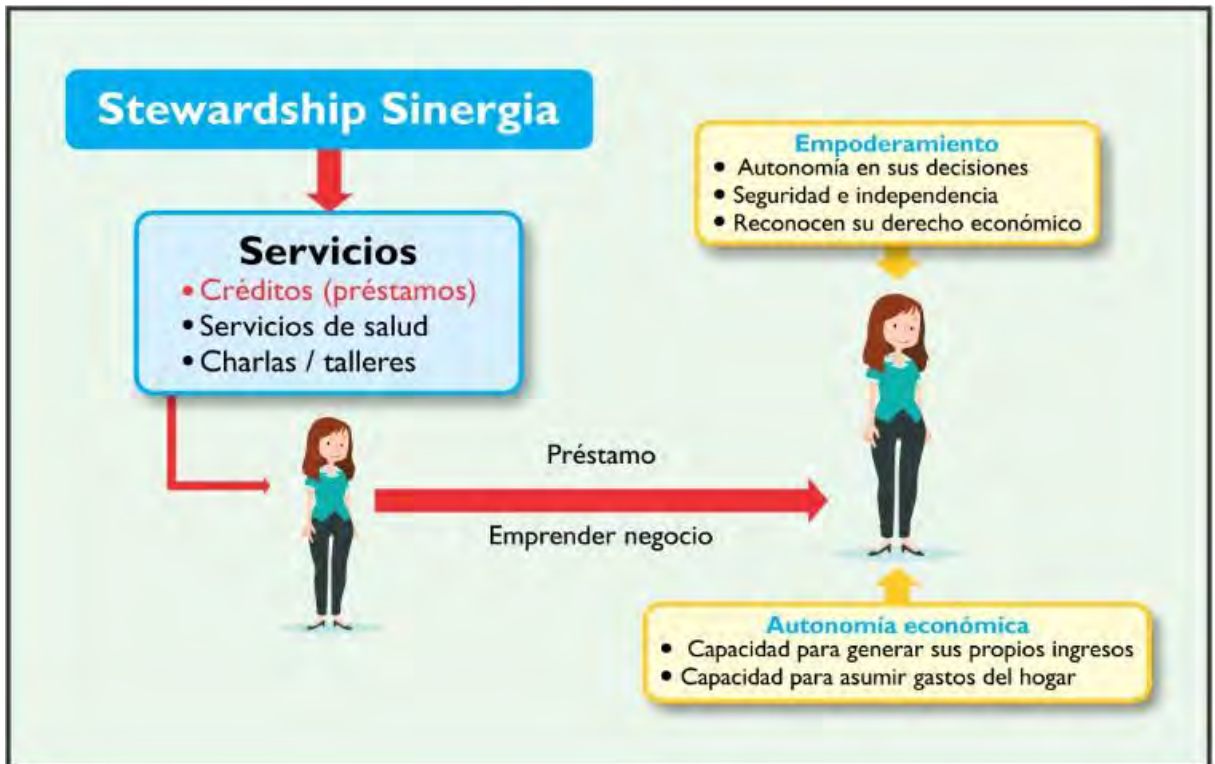 Stewardship Sinergia
Servicios
• Créditos (préstamos)
• Servicios de salud
• Charlas / talleres
Préstamo
Emprender negocio
Empoderamiento
• Autonomía en sus decisiones
• Seguridad e independencia
• Reconocen su derecho económico
Autonomía económica
• Capacidad para generar sus propios ingresos
• Capacidad para asumir gastos del hogar